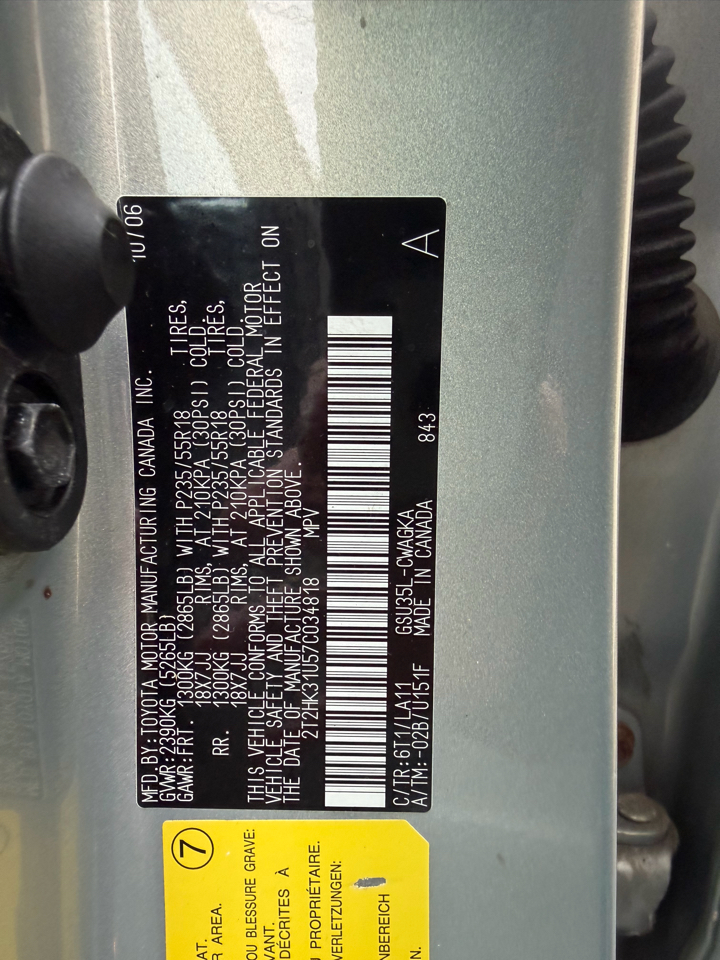 MFD.BY:TOYOTA MOTOR MANUFACTURING CANADA INC. 10/06
GVWR:2390KG (5265LB)
GAWR:FRT. 1300KG (2865LB) WITH P235/55R18 TIRES,
18X7JJ RIMS, AT 210KPA (30PSI) COLD.
RR. 1300KG (2865LB) WITH P235/55R18 TIRES,
18X7JJ RIMS, AT 210KPA (30PSI) COLD.
THIS VEHICLE CONFORMS TO ALL APPLICABLE FEDERAL MOTOR
VEHICLE SAFETY AND THEFT PREVENTION STANDARDS IN EFFECT ON
THE DATE OF MANUFACTURE SHOWN ABOVE.
2T2HK31U57C034818 MPV
C/TR:6T1/LA11 GSU35L-CWAGKA
A/TM:-02B/U151F MADE IN CANADA 843 A
7
AT.
R AREA.
OU BLESSURE GRAVE:
VANT.
DÉCRITES À
U PROPRIÉTAIRE.
VERLETZUNGEN:
NBEREICH
N.